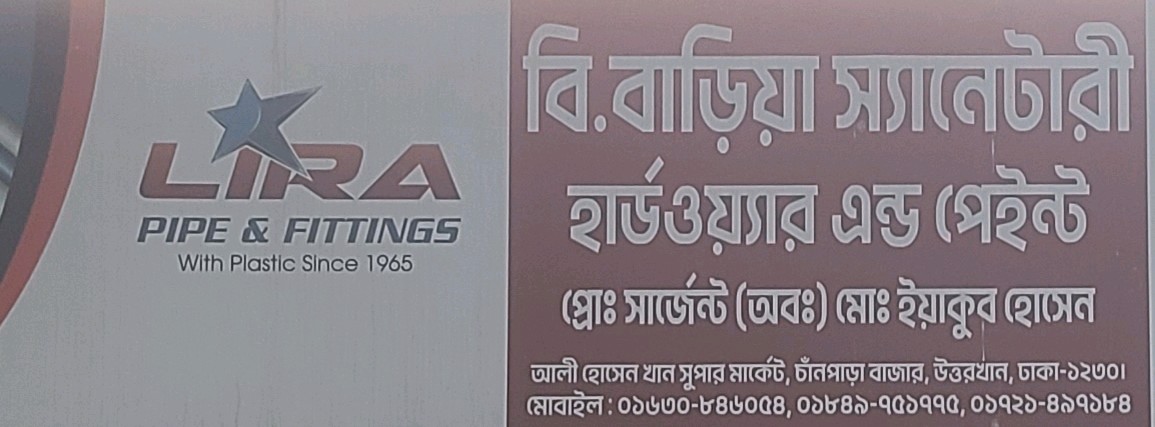 LIRA
PIPE & FITTINGS
With Plastic Since 1965
বি.বাড়িয়া স্যানেটারী
হার্ডওয়্যার এন্ড পেইন্ট
প্রোঃ সার্জেন্ট (অবঃ) মোঃ ইয়াকুব হোসেন
আলী হোসেন খান সুপার মার্কেট, চাঁনপাড়া বাজার, উত্তরখান, ঢাকা-১২৩০।
মোবাইল : ০১৬৩০-৮৪৬০৫৪, ০১৮৪৯-৭৫১৭৭৫, ০১৭২১-৪৯৭১৮৪